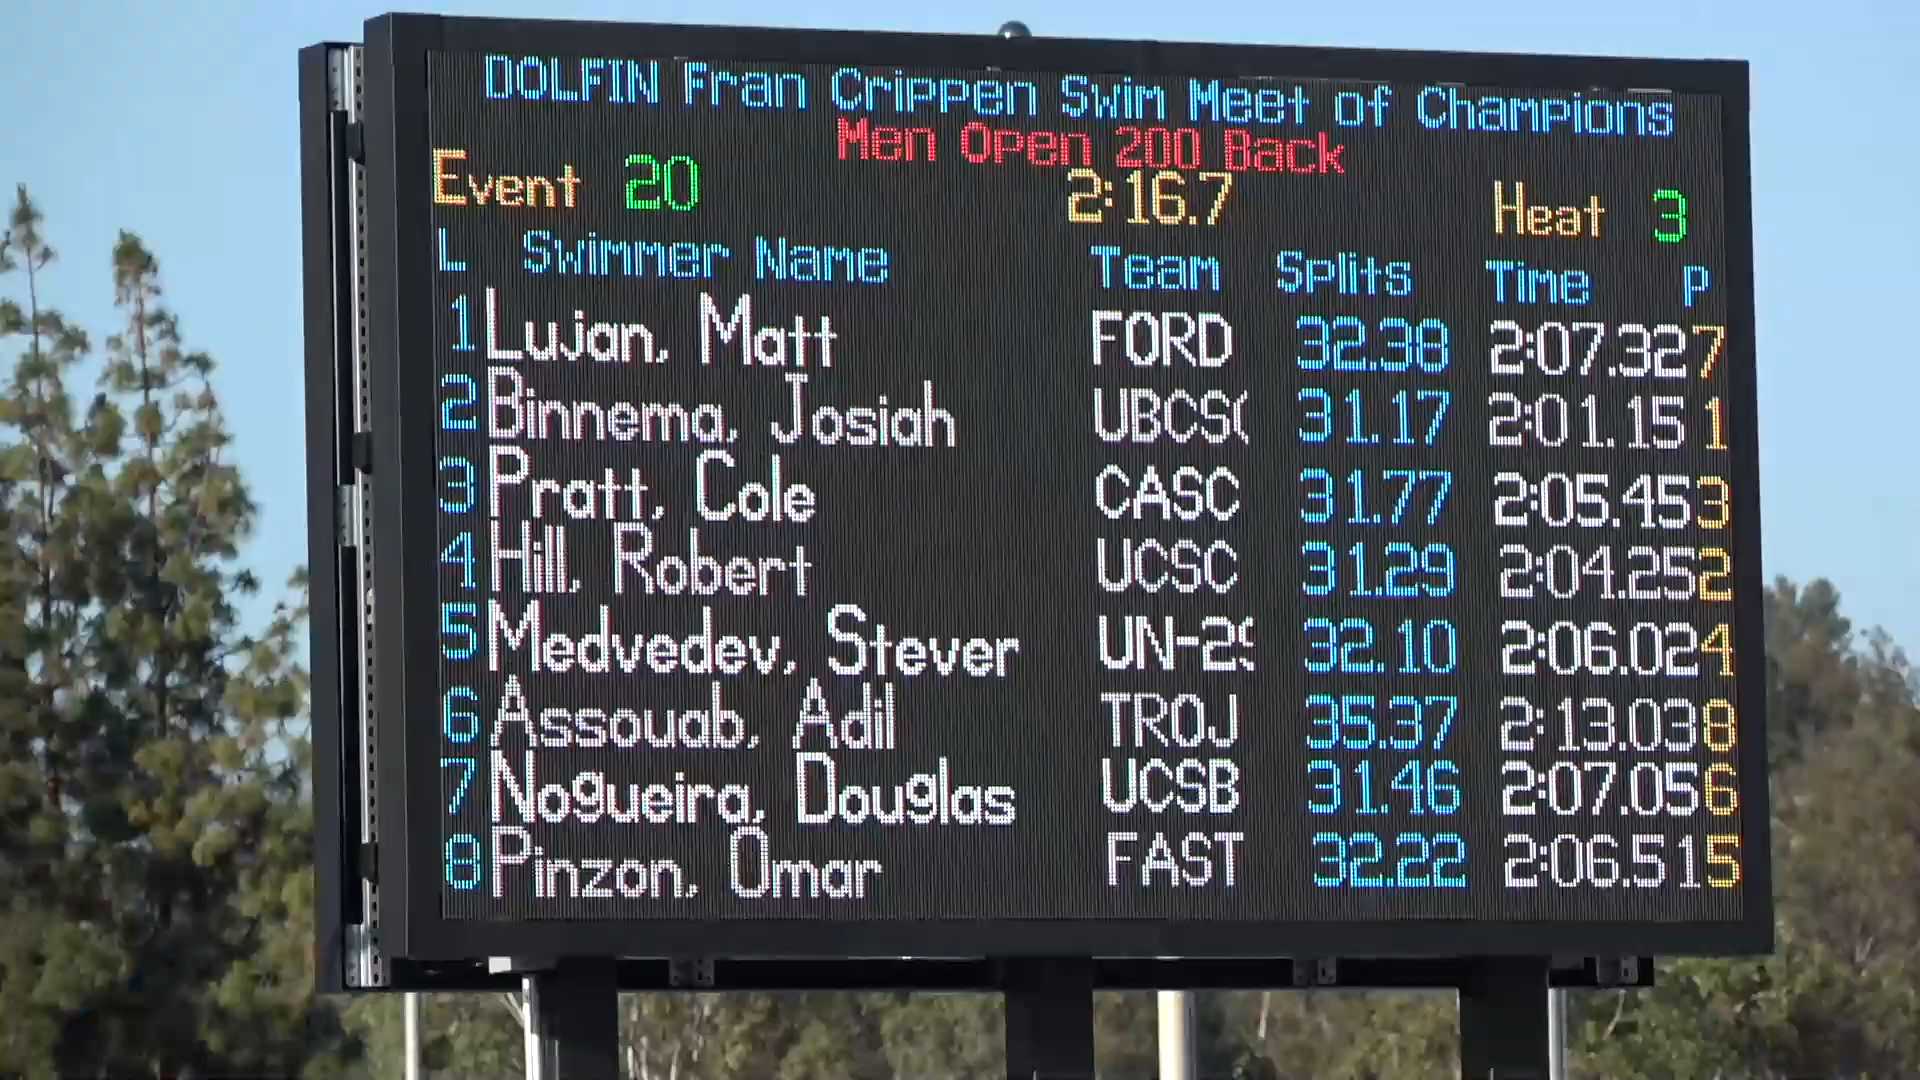 DOLFIN Fran Crippen Swim Meet of Champions
Men Open 200 Back
Event 20 2:16.7 Heat 3
L Swimmer Name Team Splits Time P
1 Lujan, Matt FORD 32.38 2:07.32 7
2 Binnema, Josiah UBCS( 31.17 2:01.15 1
3 Pratt, Cole CASC 31.77 2:05.45 3
4 Hill, Robert UCSC 31.29 2:04.25 2
5 Medvedev, Stever UN-2S 32.10 2:06.02 4
6 Assouab, Adil TROJ 35.37 2:13.03 8
7 Nogueira, Douglas UCSB 31.46 2:07.05 6
8 Pinzon, Omar FAST 32.22 2:06.51 5